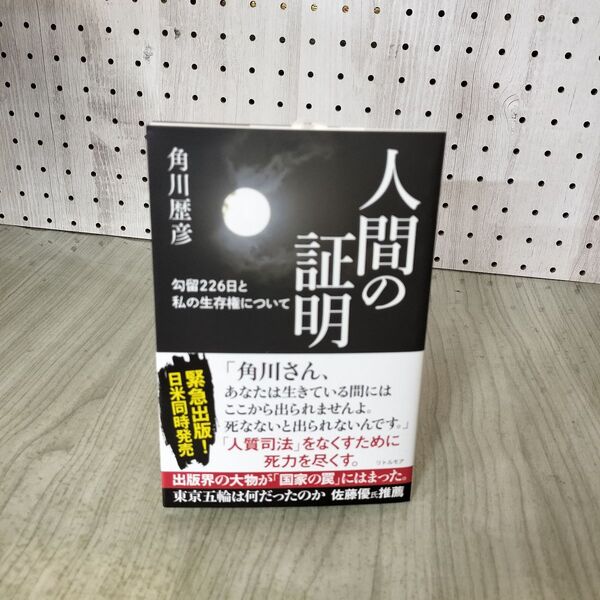 人間の
証明
角川歴彦
勾留226日と
私の生存権について
緊急出版!
日米同時発売
「角川さん、
あなたは生きている間には
ここから出られませんよ。
死なないと出られないんです。」
「人質司法」をなくすために
死力を尽くす。
リトルモア
出版界の大物が「国家の罠」にはまった。
東京五輪は何だったのか 佐藤優氏推薦